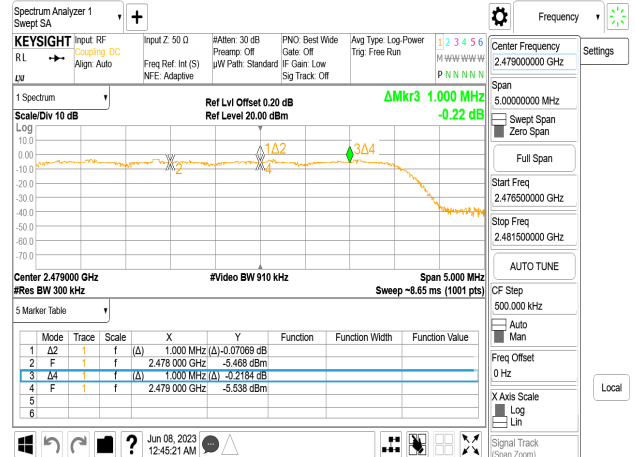 Spectrum Analyzer 1
Swept SA
+
Frequency
KEYSIGHT
RL
Input: RF
Coupling: DC
Align: Auto
Input Z: 50 Ω
Freq Ref: Int (S)
NFE: Adaptive
#Atten: 30 dB
Preamp: Off
µW Path: Standard
PNO: Best Wide
Gate: Off
IF Gain: Low
Sig Track: Off
Avg Type: Log-Power
Trig: Free Run
1 2 3 4 5 6
M W W W W W
P N N N N N
1 Spectrum
Scale/Div 10 dB
Ref Lvl Offset 0.20 dB
Ref Level 20.00 dBm
ΔMkr3 1.000 MHz
-0.22 dB
Log
10.0
0.00
-10.0
-20.0
-30.0
-40.0
-50.0
-60.0
-70.0
2
1Δ2
4
3Δ4
Center 2.479000 GHz
#Res BW 300 kHz
#Video BW 910 kHz
Span 5.000 MHz
Sweep ~8.65 ms (1001 pts)
5 Marker Table
Mode Trace Scale X Y Function Function Width Function Value
1 Δ2 1 f (Δ) 1.000 MHz (Δ) -0.07069 dB
2 F 1 f 2.478 000 GHz -5.468 dBm
3 Δ4 1 f (Δ) 1.000 MHz (Δ) -0.2184 dB
4 F 1 f 2.479 000 GHz -5.538 dBm
5
6
?
Jun 08, 2023
12:45:21 AM
Center Frequency
2.479000000 GHz
Settings
Span
5.00000000 MHz
Swept Span
Zero Span
Full Span
Start Freq
2.476500000 GHz
Stop Freq
2.481500000 GHz
AUTO TUNE
CF Step
500.000 kHz
Auto
Man
Freq Offset
0 Hz
X Axis Scale
Log
Lin
Local
Signal Track
(Span Zoom)